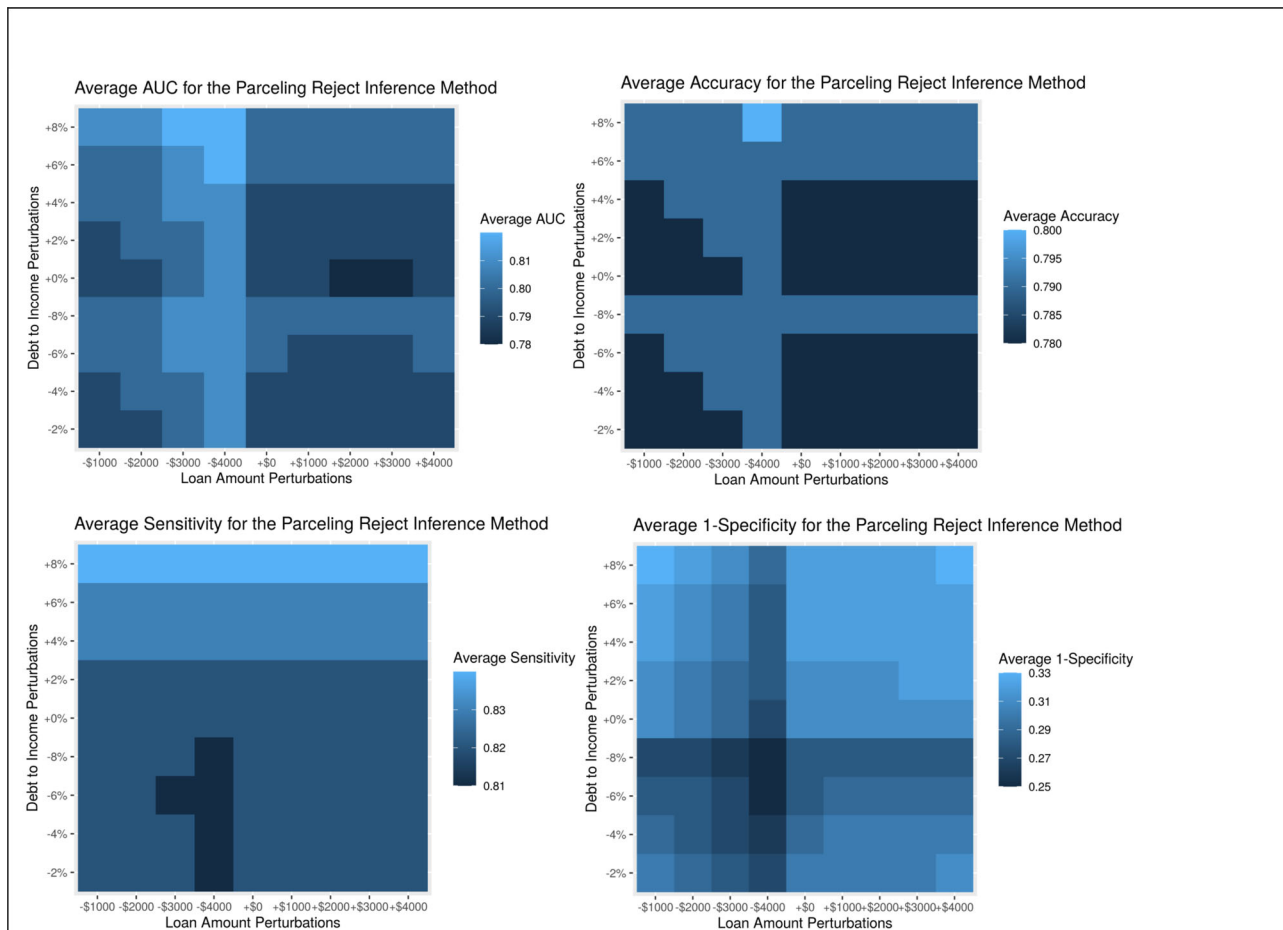 Average AUC for the Parceling Reject Inference Method
Debt to Income Perturbations
+8%
+6%
+4%
+2%
+0%
-8%
-6%
-4%
-2%
-$1000 -$2000 -$3000 -$4000 +$0 +$1000 +$2000 +$3000 +$4000
Loan Amount Perturbations
Average AUC
0.81
0.80
0.79
0.78
Average Accuracy for the Parceling Reject Inference Method
Debt to Income Perturbations
+8%
+6%
+4%
+2%
+0%
-8%
-6%
-4%
-2%
-$1000 -$2000 -$3000 -$4000 +$0 +$1000 +$2000 +$3000 +$4000
Loan Amount Perturbations
Average Accuracy
0.800
0.795
0.790
0.785
0.780
Average Sensitivity for the Parceling Reject Inference Method
Debt to Income Perturbations
+8%
+6%
+4%
+2%
+0%
-8%
-6%
-4%
-2%
-$1000 -$2000 -$3000 -$4000 +$0 +$1000 +$2000 +$3000 +$4000
Loan Amount Perturbations
Average Sensitivity
0.83
0.82
0.81
Average 1-Specificity for the Parceling Reject Inference Method
Debt to Income Perturbations
+8%
+6%
+4%
+2%
+0%
-8%
-6%
-4%
-2%
-$1000 -$2000 -$3000 -$4000 +$0 +$1000 +$2000 +$3000 +$4000
Loan Amount Perturbations
Average 1-Specificity
0.33
0.31
0.29
0.27
0.25